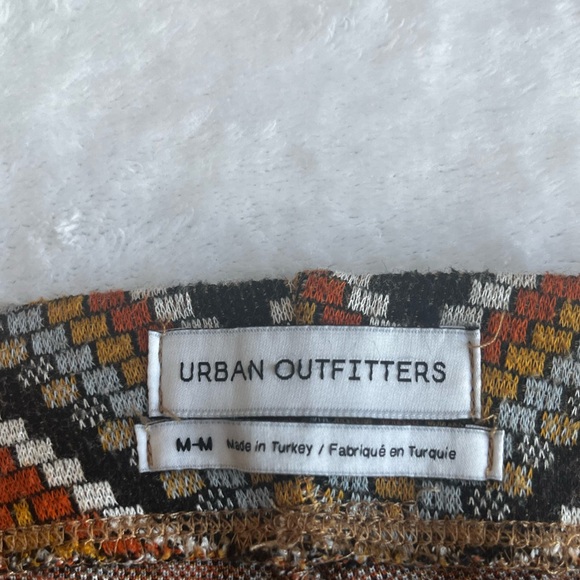 URBAN OUTFITTERS
M-M Made in Turkey / Fabriqué en Turquie